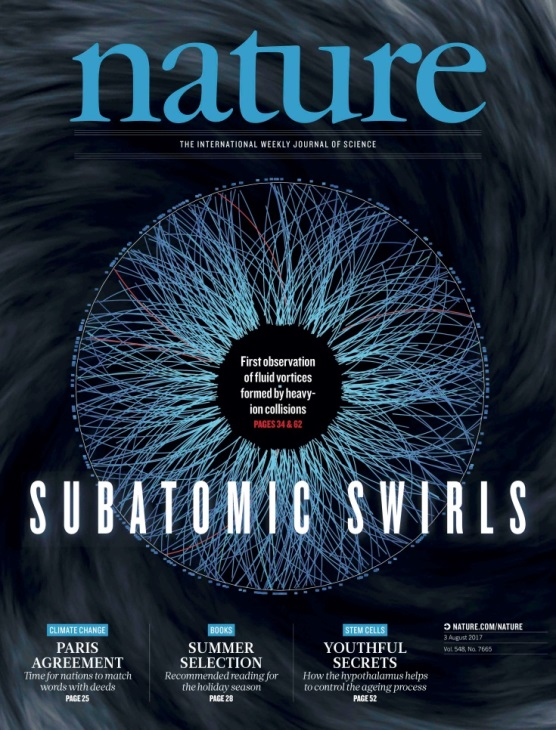 nature
THE INTERNATIONAL WEEKLY JOURNAL OF SCIENCE
First observation
of fluid vortices
formed by heavy-
ion collisions
PAGES 34 & 62
SUBATOMIC SWIRLS
CLIMATE CHANGE
PARIS
AGREEMENT
Time for nations to match
words with deeds
PAGE 25
BOOKS
SUMMER
SELECTION
Recommended reading for
the holiday season
PAGE 28
STEM CELLS
YOUTHFUL
SECRETS
How the hypothalamus helps
to control the ageing process
PAGE 52
NATURE.COM/NATURE
3 August 2017
Vol. 548, No. 7665